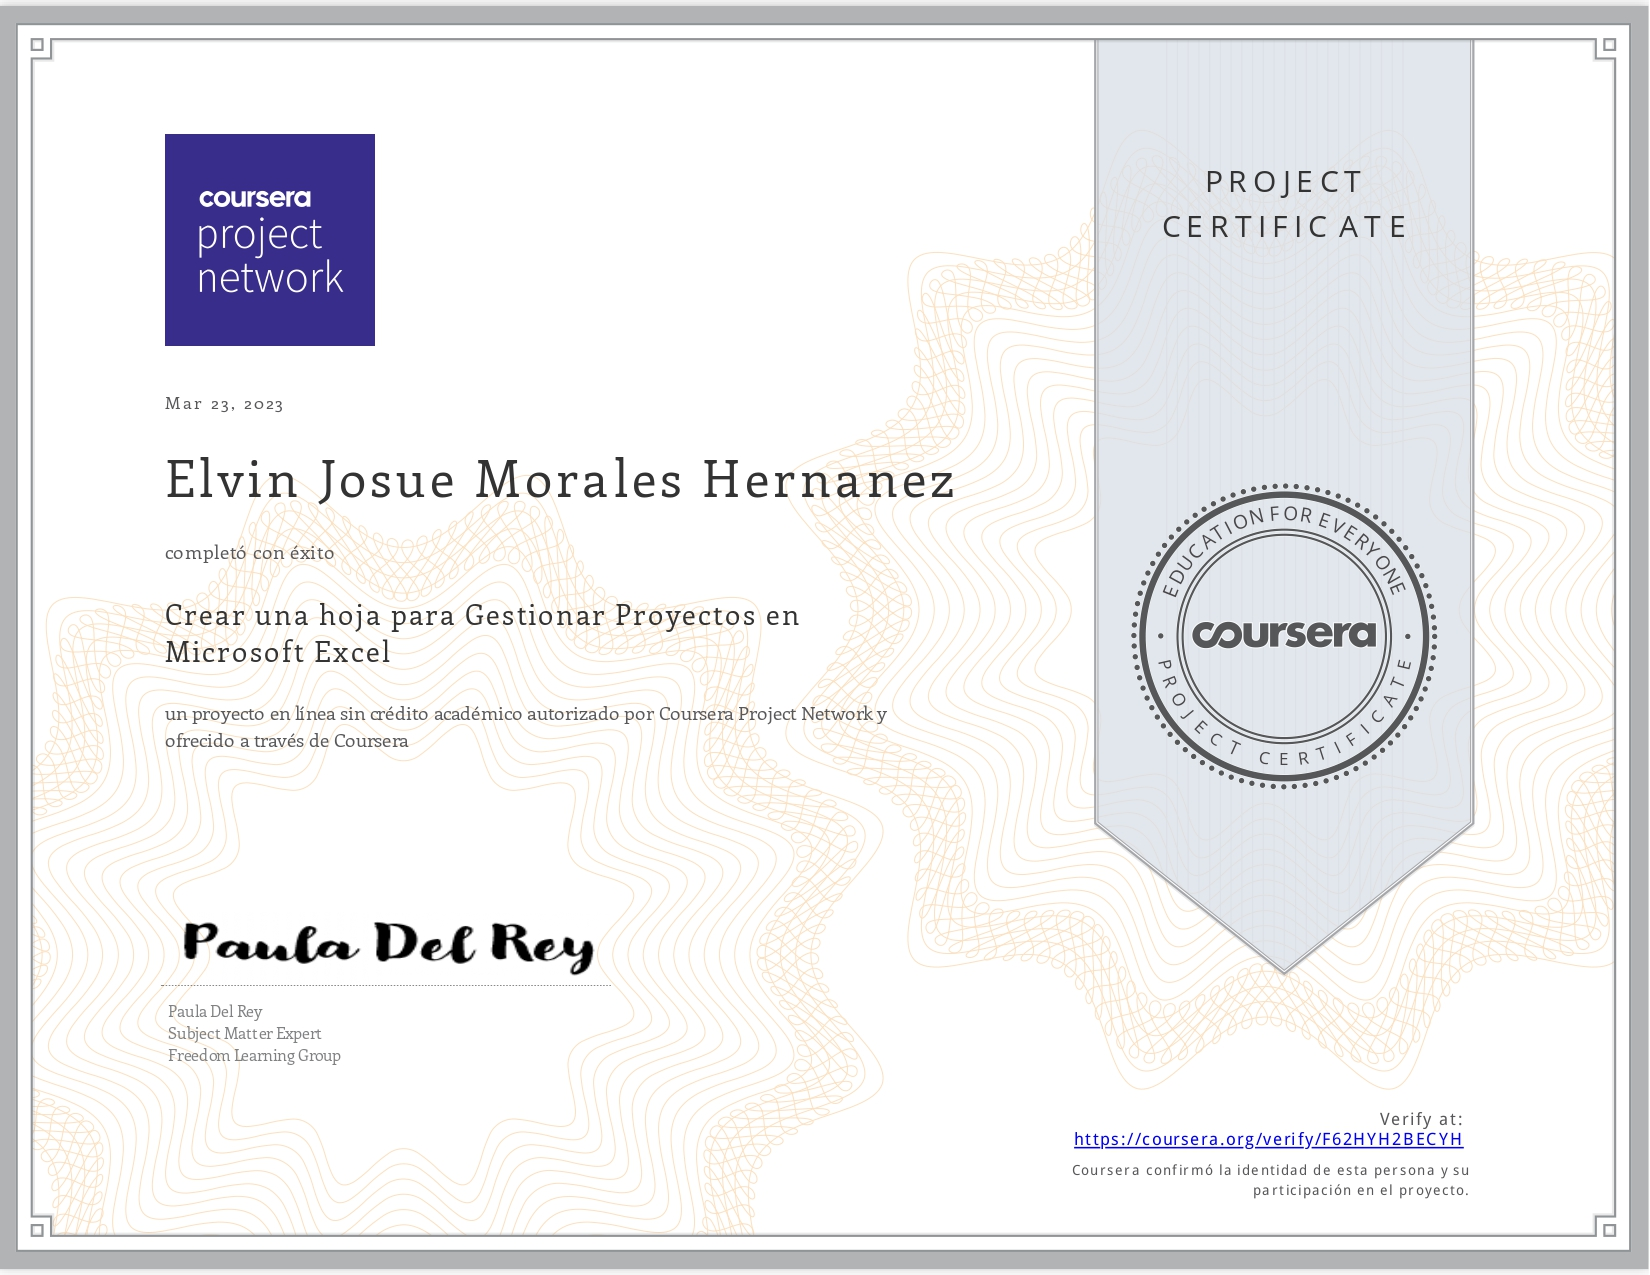 coursera
project
network
PROJECT
CERTIFICATE
Mar 23, 2023
Elvin Josue Morales Hernanez
completó con éxito
Crear una hoja para Gestionar Proyectos en
Microsoft Excel
un proyecto en línea sin crédito académico autorizado por Coursera Project Network y
ofrecido a través de Coursera
EDUCATION FOR EVERYONE
coursera
PROJECT CERTIFICATE
Paula Del Rey
Paula Del Rey
Subject Matter Expert
Freedom Learning Group
Verify at:
https://coursera.org/verify/F62HYH2BECYH
Coursera confirmó la identidad de esta persona y su
participación en el proyecto.